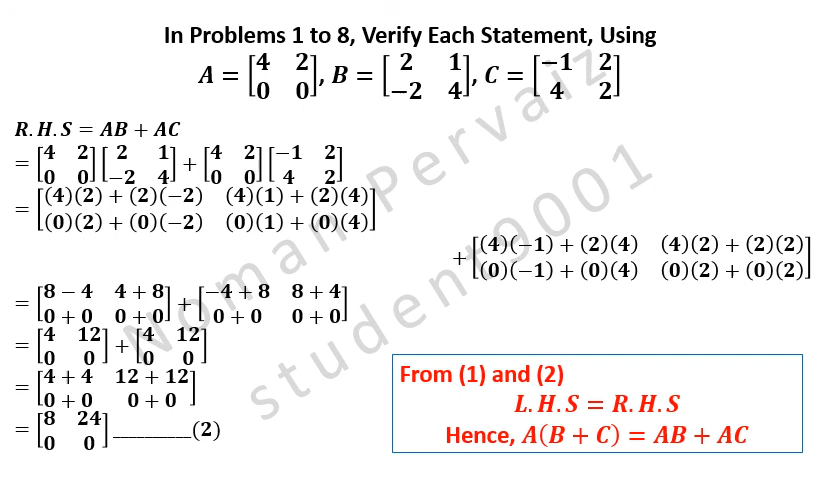 In Problems 1 to 8, Verify Each Statement, Using
A = [4 2; 0 0], B = [2 1; −2 4], C = [−1 2; 4 2]
R.H.S = AB + AC
= [4 2; 0 0][2 1; −2 4] + [4 2; 0 0][−1 2; 4 2]
= [(4)(2) + (2)(−2) (4)(1) + (2)(4); (0)(2) + (0)(−2) (0)(1) + (0)(4)]
+ [(4)(−1) + (2)(4) (4)(2) + (2)(2); (0)(−1) + (0)(4) (0)(2) + (0)(2)]
= [8 − 4 4 + 8; 0 + 0 0 + 0] + [−4 + 8 8 + 4; 0 + 0 0 + 0]
= [4 12; 0 0] + [4 12; 0 0]
= [4 + 4 12 + 12; 0 + 0 0 + 0]
= [8 24; 0 0] __________(2)
From (1) and (2)
L.H.S = R.H.S
Hence, A(B + C) = AB + AC
Noman Pervaiz
student9001